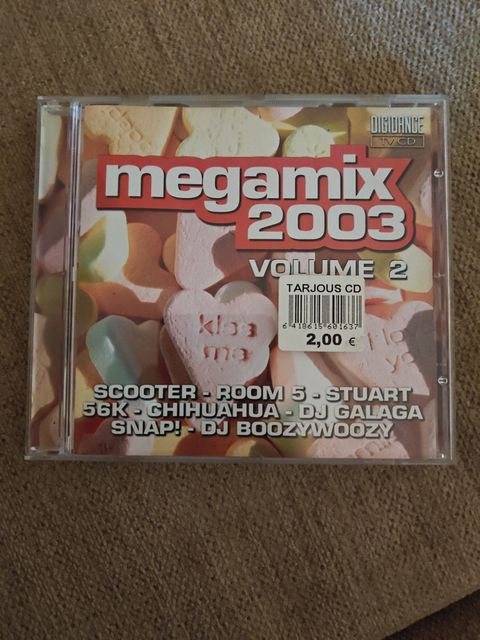 DIGIDANCE
TV CD
megamix
2003
VOLUME 2
TARJOUS CD
6 418615 601637
2,00 €
kiss
me
SCOOTER - ROOM 5 - STUART
56K - CHIHUAHUA - DJ GALAGA
SNAP! - DJ BOOZYWOOZY